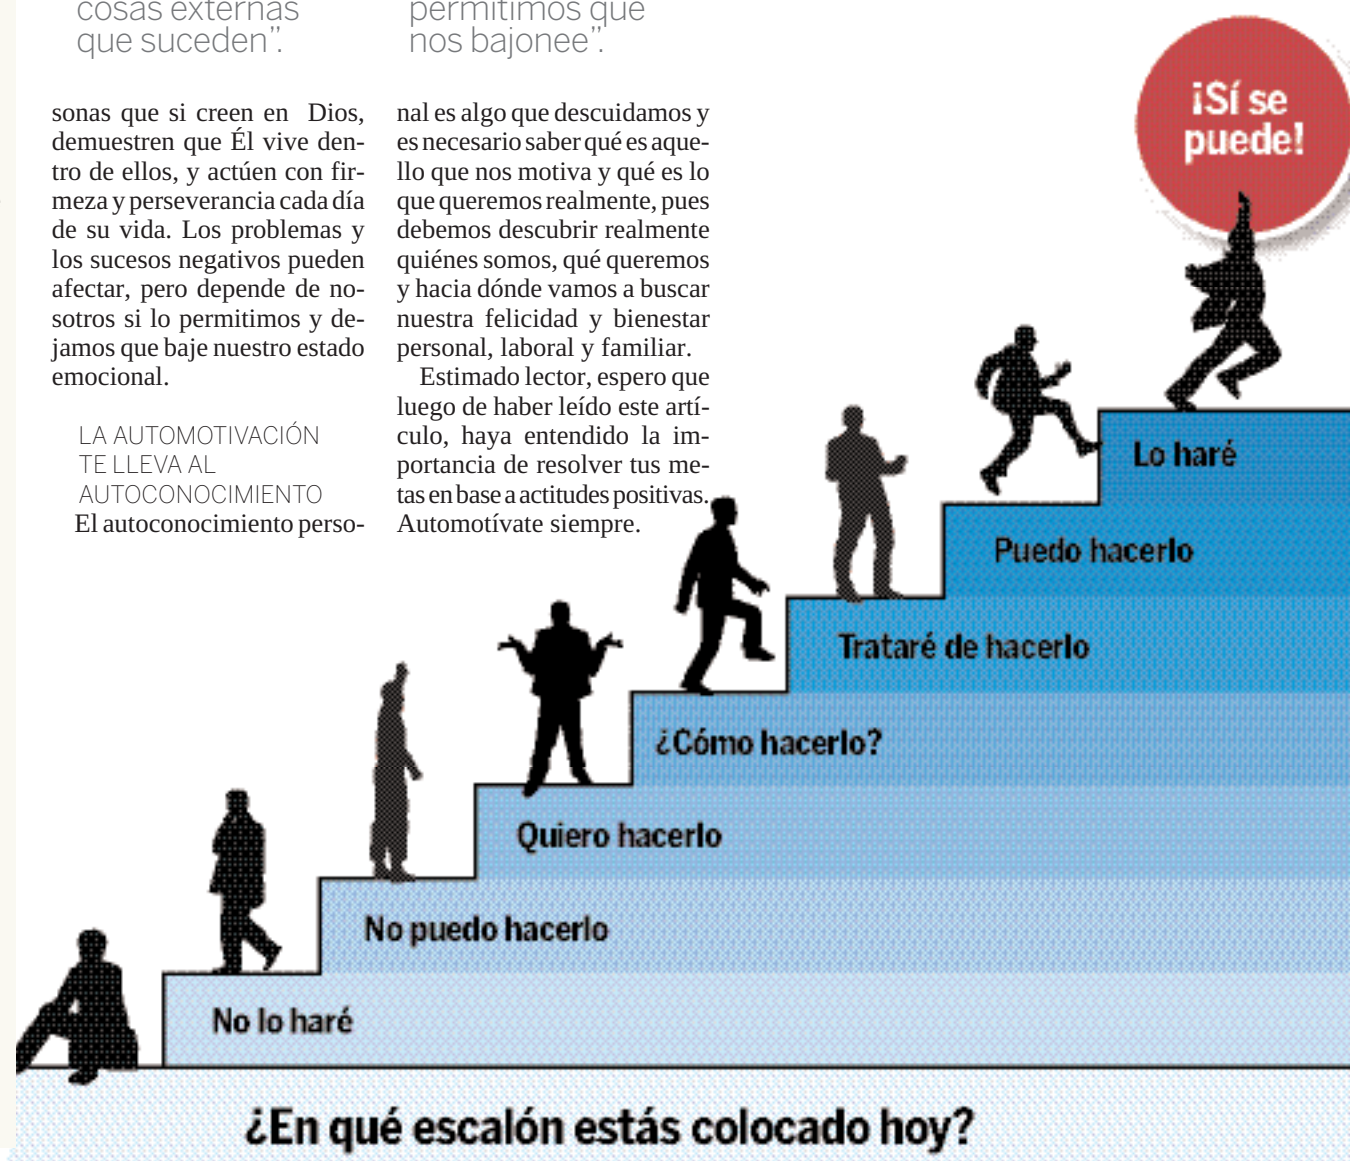 cosas externas
que suceden”.
sonas que si creen en Dios,
demuestren que Él vive den-
tro de ellos, y actúen con fir-
meza y perseverancia cada día
de su vida. Los problemas y
los sucesos negativos pueden
afectar, pero depende de no-
sotros si lo permitimos y de-
jamos que baje nuestro estado
emocional.
LA AUTOMOTIVACIÓN
TE LLEVA AL
AUTOCONOCIMIENTO
El autoconocimiento perso-
permitimos que
nos bajonee”.
nal es algo que descuidamos y
es necesario saber qué es aque-
llo que nos motiva y qué es lo
que queremos realmente, pues
debemos descubrir realmente
quiénes somos, qué queremos
y hacia dónde vamos a buscar
nuestra felicidad y bienestar
personal, laboral y familiar.
Estimado lector, espero que
luego de haber leído este artí-
culo, haya entendido la im-
portancia de resolver tus me-
tas en base a actitudes positivas.
Automotívate siempre.
¡Sí se
puede!
Lo haré
Puedo hacerlo
Trataré de hacerlo
¿Cómo hacerlo?
Quiero hacerlo
No puedo hacerlo
No lo haré
¿En qué escalón estás colocado hoy?